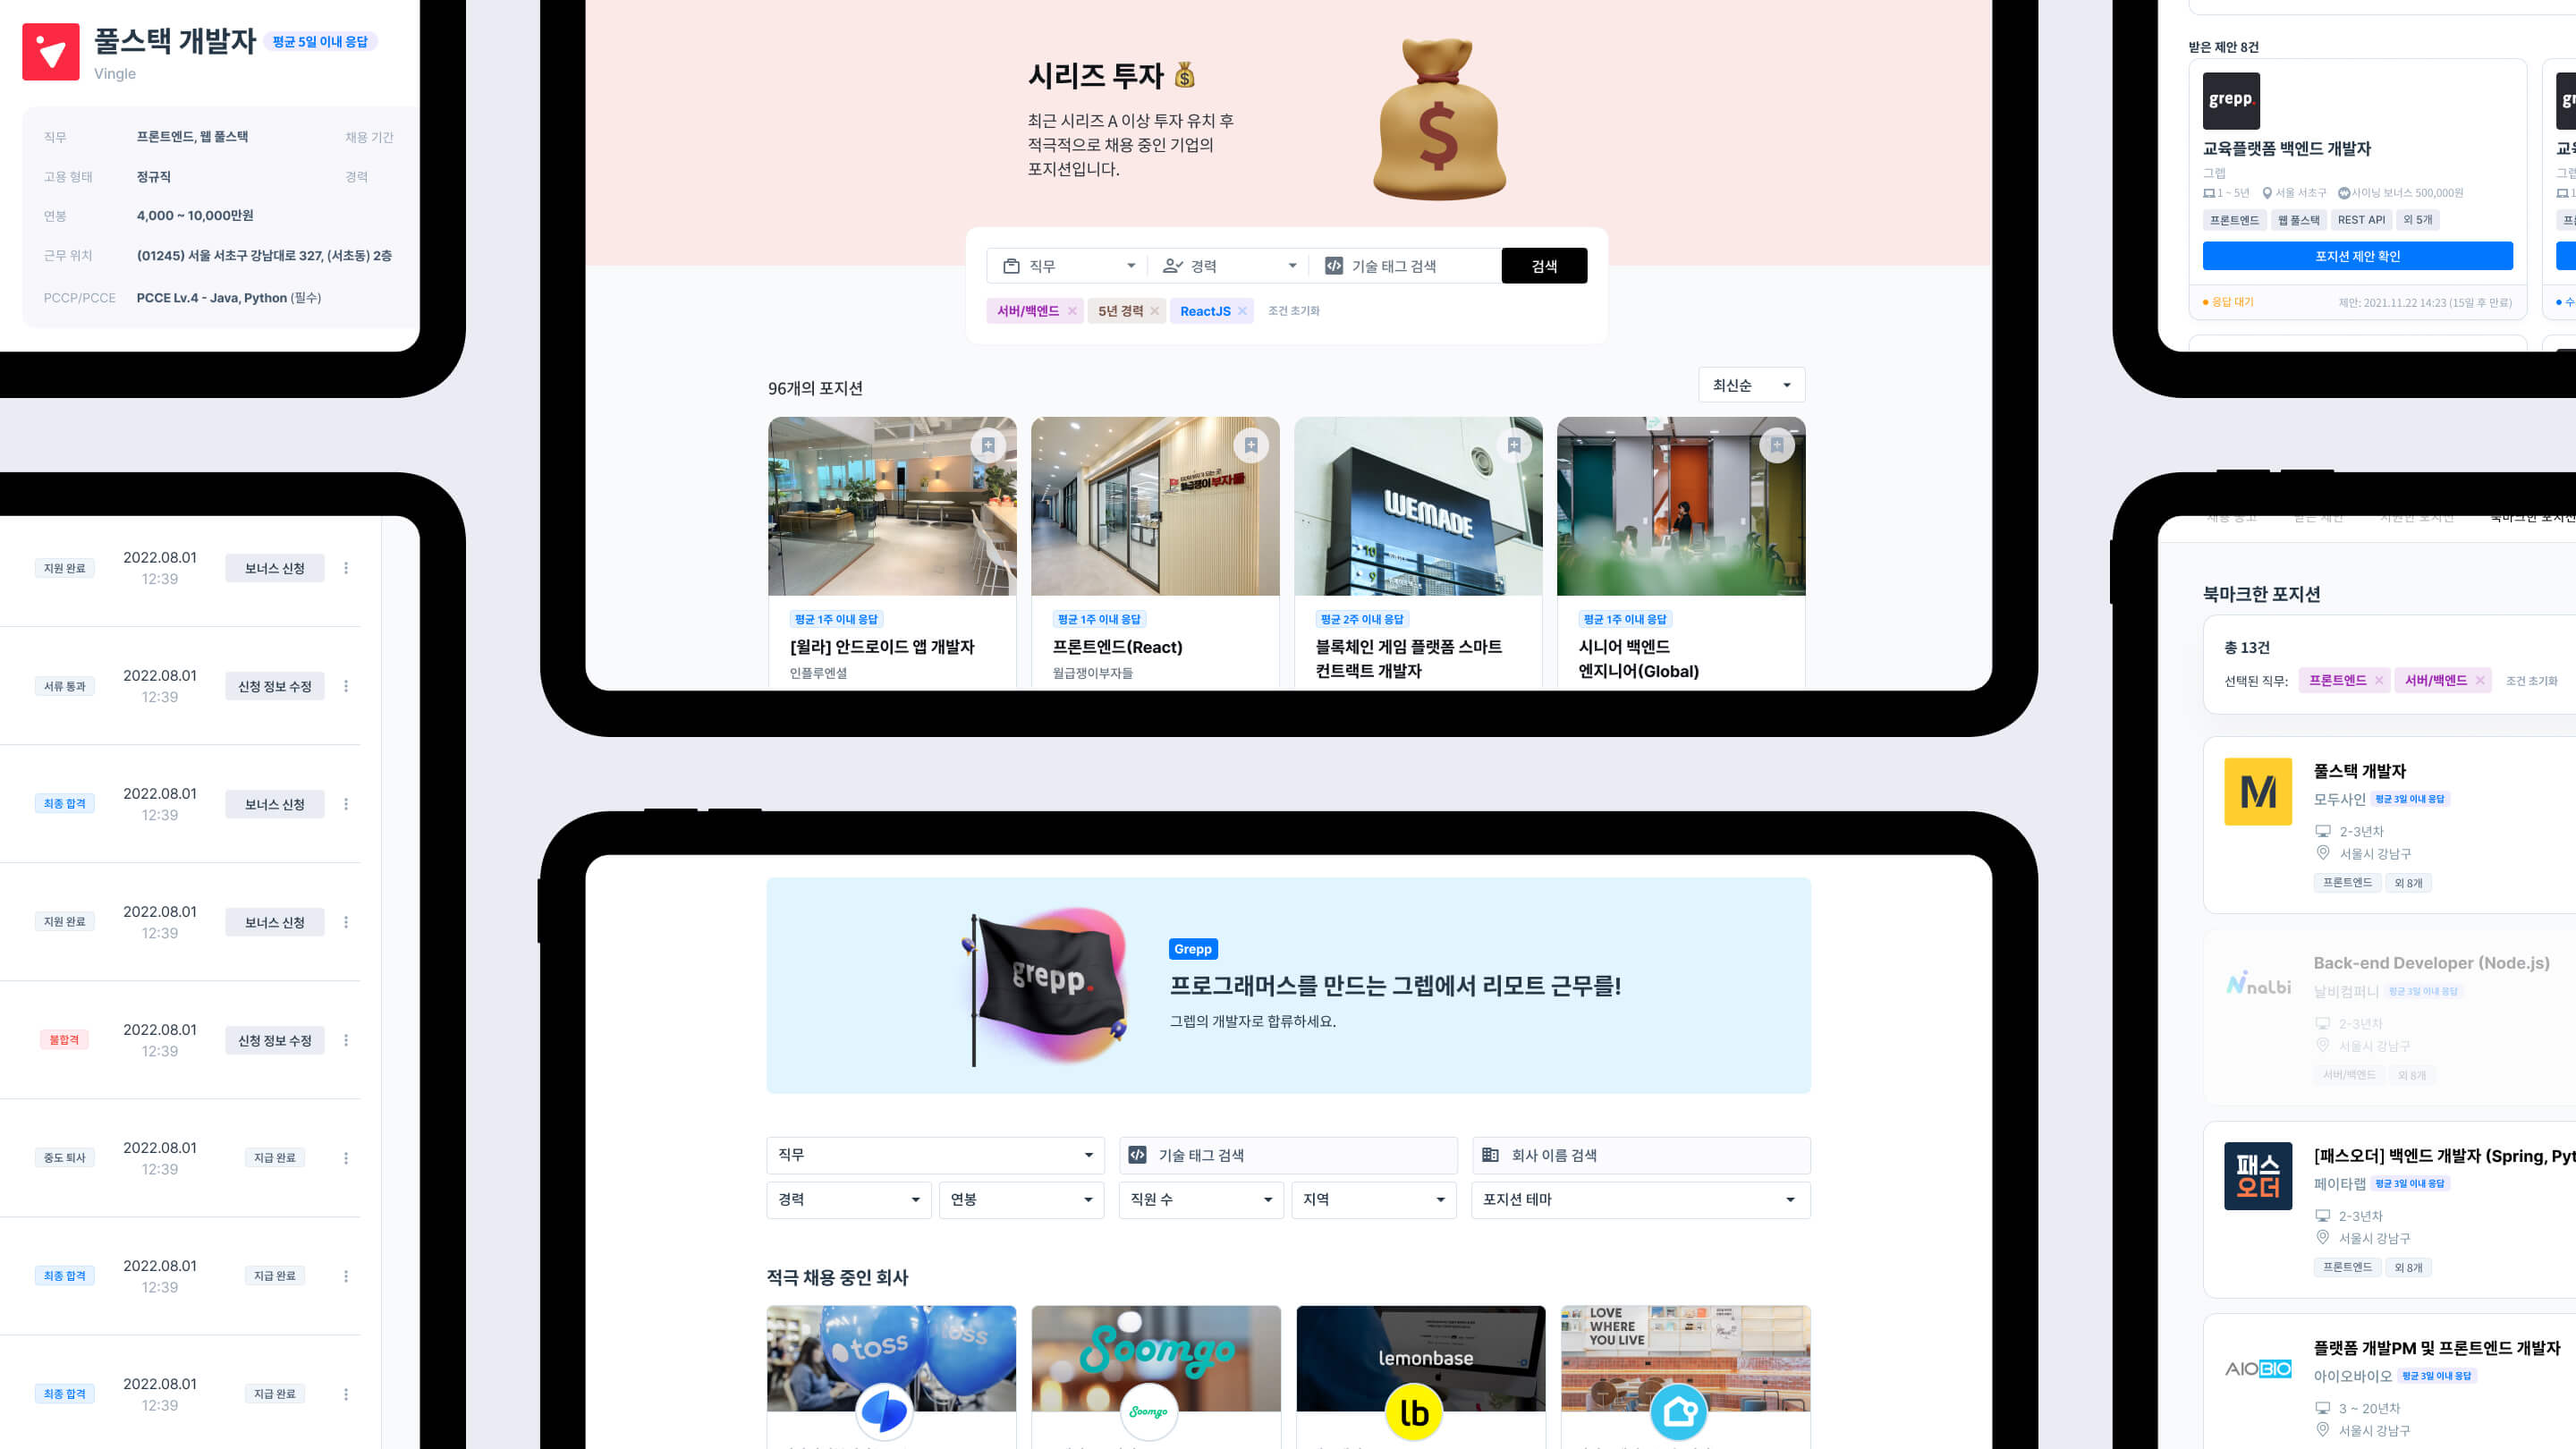 풀스택 개발자
평균 5일 이내 응답
Vingle
직무
프론트엔드, 웹 풀스택
채용 기간
고용 형태
정규직
경력
연봉
4,000 ~ 10,000만원
근무 위치
(01245) 서울 서초구 강남대로 327, (서초동) 2층
PCCP/PCCE
PCCE Lv.4 - Java, Python (필수)
지원 완료
2022.08.01
12:39
보너스 신청
서류 통과
2022.08.01
12:39
신청 정보 수정
최종 합격
2022.08.01
12:39
보너스 신청
지원 완료
2022.08.01
12:39
보너스 신청
불합격
2022.08.01
12:39
신청 정보 수정
중도 퇴사
2022.08.01
12:39
지급 완료
최종 합격
2022.08.01
12:39
지급 완료
최종 합격
2022.08.01
12:39
지급 완료
시리즈 투자
최근 시리즈 A 이상 투자 유치 후
적극적으로 채용 중인 기업의
포지션입니다.
$
직무
경력
기술 태그 검색
검색
서버/백엔드
5년 경력
ReactJS
조건 초기화
96개의 포지션
최신순
월급쟁이부자들
WEMADE
평균 1주 이내 응답
[윌라] 안드로이드 앱 개발자
인플루엔셜
평균 1주 이내 응답
프론트엔드(React)
월급쟁이부자들
평균 2주 이내 응답
블록체인 게임 플랫폼 스마트
컨트랙트 개발자
평균 1주 이내 응답
시니어 백엔드
엔지니어(Global)
grepp.
Grepp
프로그래머스를 만드는 그렙에서 리모트 근무를!
그렙의 개발자로 합류하세요.
직무
기술 태그 검색
회사 이름 검색
경력
연봉
직원 수
지역
포지션 테마
적극 채용 중인 회사
toss
toss
Soomgo
Soomgo
lemonbase
lb
LOVE
WHERE
YOU LIVE
받은 제안 8건
grepp.
교육플랫폼 백엔드 개발자
그렙
1 ~ 5년
서울 서초구
사이닝 보너스 500,000원
프론트엔드
웹 풀스택
REST API
외 5개
포지션 제안 확인
응답 대기
제안: 2021.11.22 14:23 (15일 후 만료)
북마크한 포지션
총 13건
선택된 직무:
프론트엔드
서버/백엔드
조건 초기화
M
풀스택 개발자
모두사인
평균 3일 이내 응답
2-3년차
서울시 강남구
프론트엔드
외 8개
nalbi
Back-end Developer (Node.js)
날비컴퍼니
평균 3일 이내 응답
2-3년차
서울시 강남구
서버/백엔드
외 8개
패스
오더
[패스오더] 백엔드 개발자 (Spring, Pyt
페이타랩
평균 3일 이내 응답
2-3년차
서울시 강남구
프론트엔드
외 8개
AIOBIO
플랫폼 개발PM 및 프론트엔드 개발자
아이오바이오
평균 3일 이내 응답
3 ~ 20년차
서울시 강남구